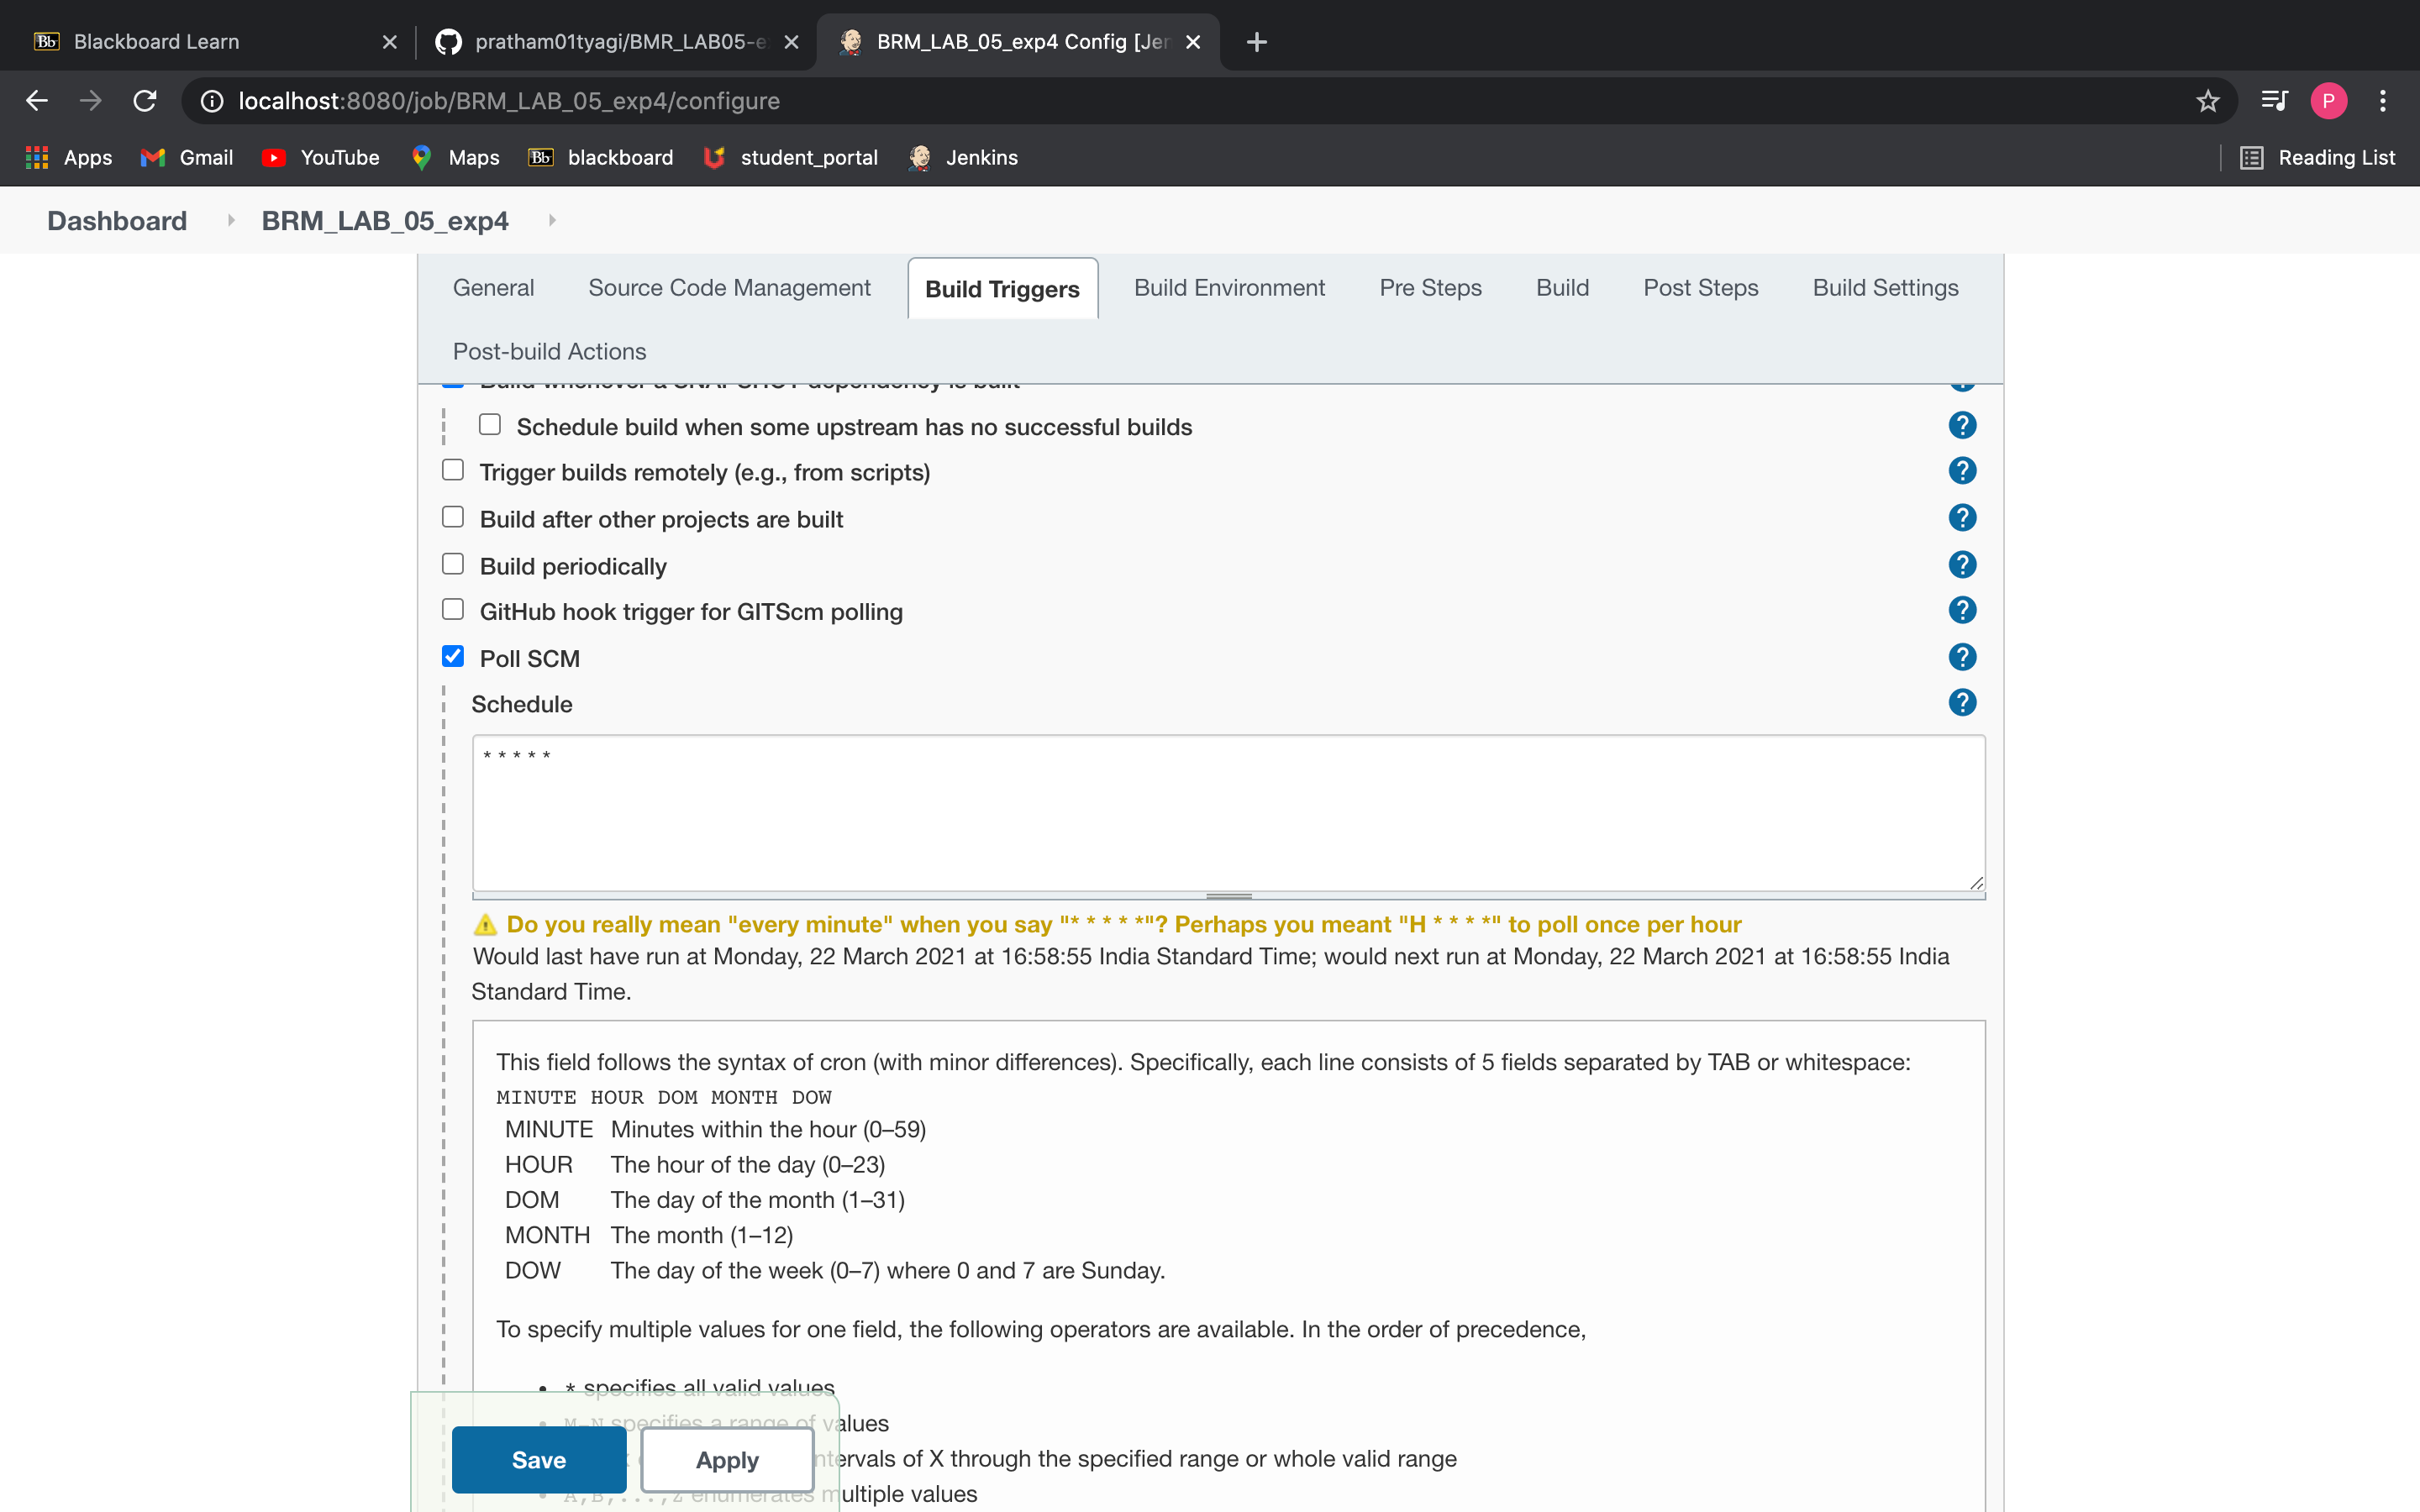 Blackboard Learn
pratham01tyagi/BMR_LAB05-e
BRM_LAB_05_exp4 Config [Jen
localhost:8080/job/BRM_LAB_05_exp4/configure
P
Apps Gmail YouTube Maps Bb blackboard student_portal Jenkins Reading List
Dashboard BRM_LAB_05_exp4
General Source Code Management Build Triggers Build Environment Pre Steps Build Post Steps Build Settings
Post-build Actions
Build whenever a SNAPSHOT dependency is built
Schedule build when some upstream has no successful builds
Trigger builds remotely (e.g., from scripts)
Build after other projects are built
Build periodically
GitHub hook trigger for GITScm polling
Poll SCM
Schedule
* * * * *
Do you really mean "every minute" when you say "* * * * *"? Perhaps you meant "H * * * *" to poll once per hour
Would last have run at Monday, 22 March 2021 at 16:58:55 India Standard Time; would next run at Monday, 22 March 2021 at 16:58:55 India
Standard Time.
This field follows the syntax of cron (with minor differences). Specifically, each line consists of 5 fields separated by TAB or whitespace:
MINUTE HOUR DOM MONTH DOW
MINUTE Minutes within the hour (0–59)
HOUR The hour of the day (0–23)
DOM The day of the month (1–31)
MONTH The month (1–12)
DOW The day of the week (0–7) where 0 and 7 are Sunday.
To specify multiple values for one field, the following operators are available. In the order of precedence,
* specifies all valid values
M-N specifies a range of values
ntervals of X through the specified range or whole valid range
A,B,...,Z enumerates multiple values
Save Apply